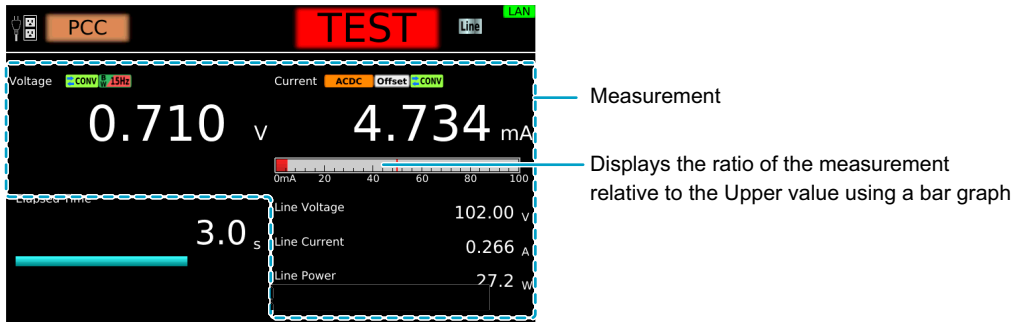 LAN
PCC
TEST
Line
Voltage CONV 15Hz
Current ACDC Offset CONV
0.710 V
4.734 mA
0mA 20 40 60 80 100
Elapsed Time
3.0 s
Line Voltage 102.00 V
Line Current 0.266 A
Line Power 27.2 W
Measurement
Displays the ratio of the measurement
relative to the Upper value using a bar graph